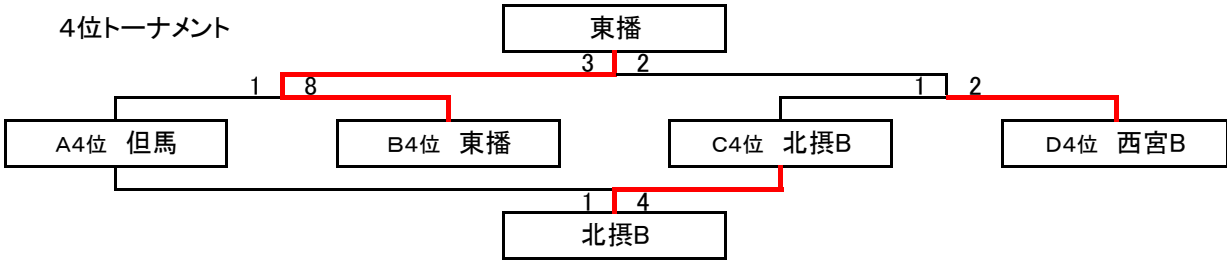 4位トーナメント
東播
3 2
1 8
1 2
A4位 但馬
B4位 東播
C4位 北摂B
D4位 西宮B
1 4
北摂B